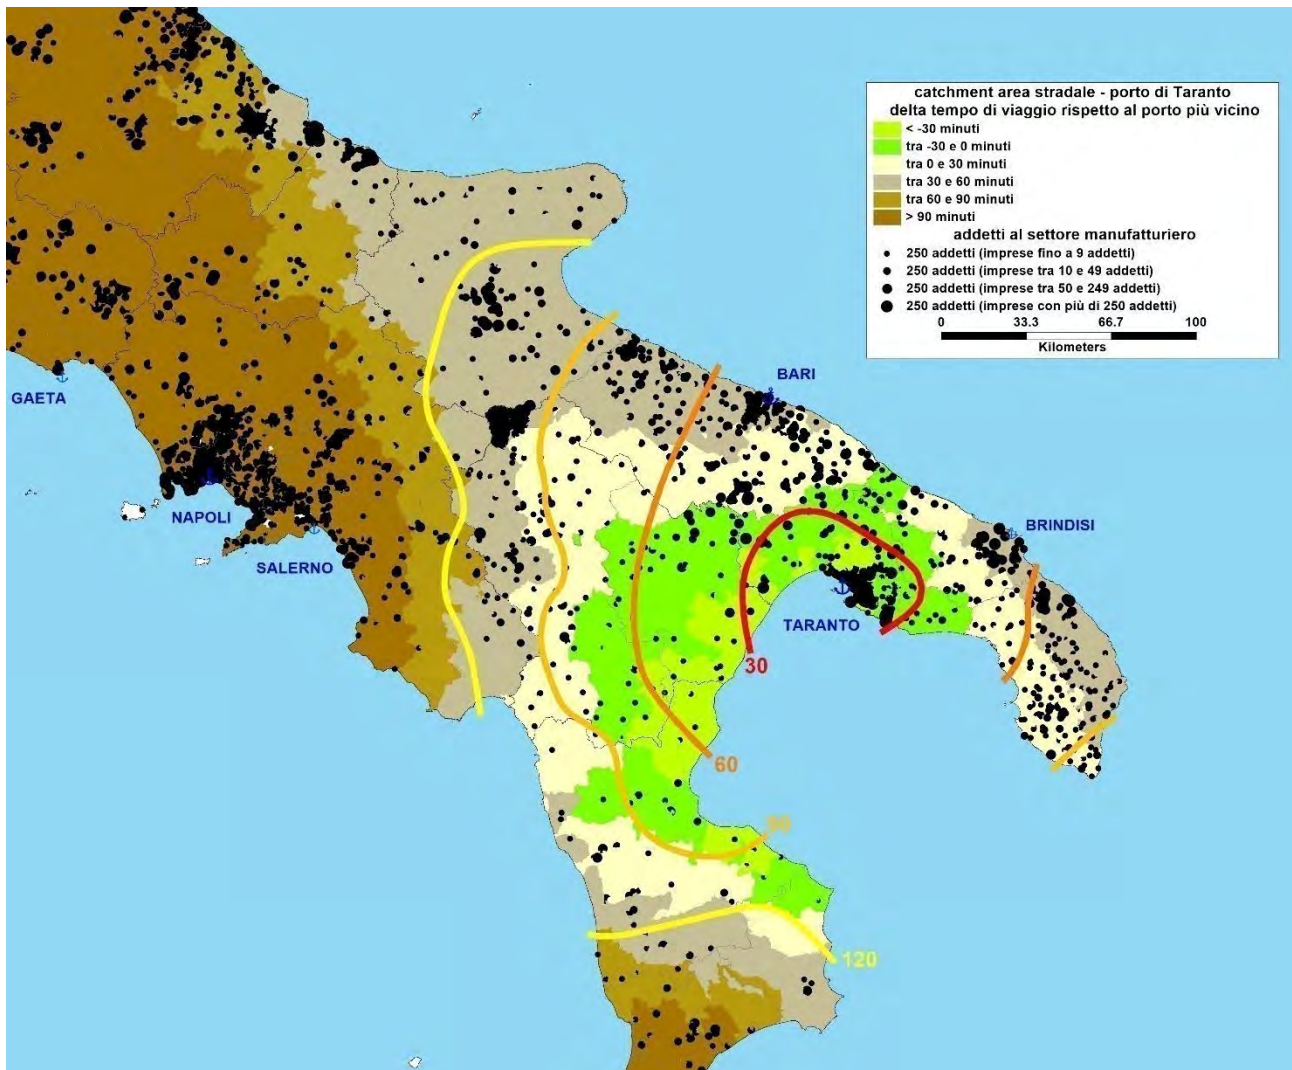 catchment area stradale - porto di Taranto
delta tempo di viaggio rispetto al porto più vicino
< -30 minuti
tra -30 e 0 minuti
tra 0 e 30 minuti
tra 30 e 60 minuti
tra 60 e 90 minuti
> 90 minuti
addetti al settore manufatturiero
250 addetti (imprese fino a 9 addetti)
250 addetti (imprese tra 10 e 49 addetti)
250 addetti (imprese tra 50 e 249 addetti)
250 addetti (imprese con più di 250 addetti)
0 33.3 66.7 100
Kilometers
BARI
GAETA
NAPOLI
BRINDISI
SALERNO
TARANTO
30
60
90
120